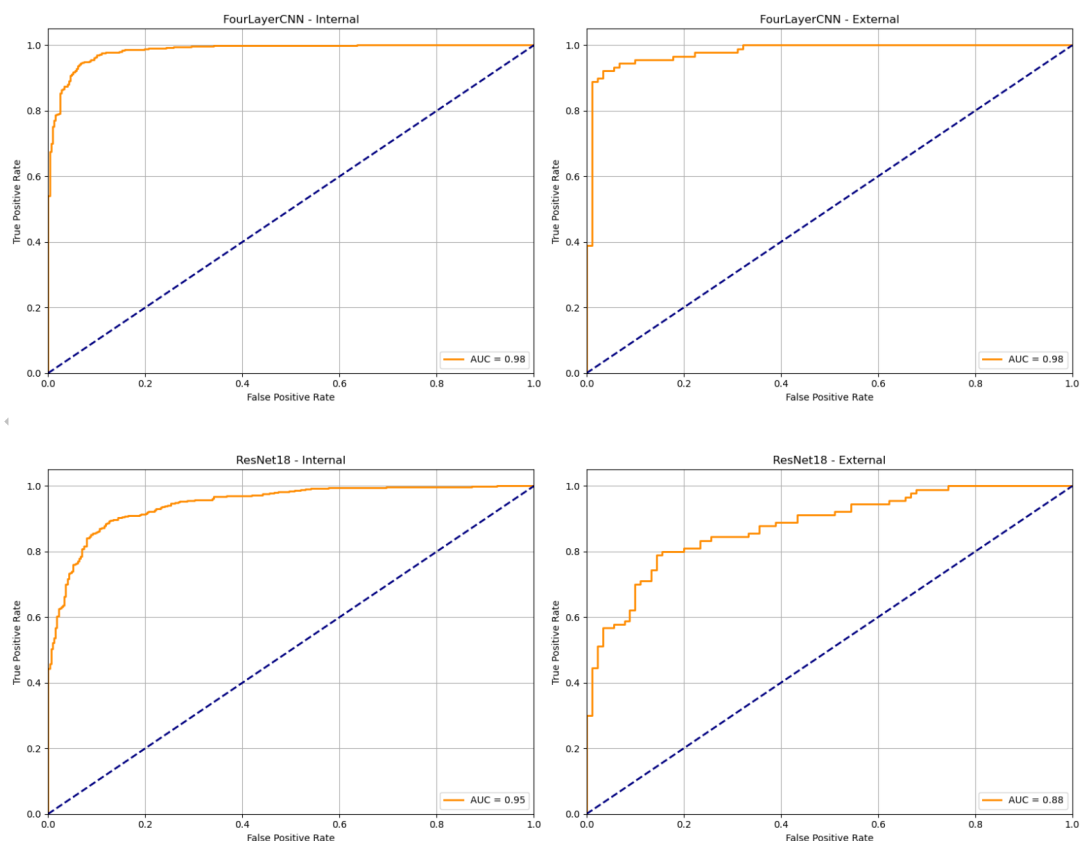 FourLayerCNN - Internal
True Positive Rate
1.0
0.8
0.6
0.4
0.2
0.0
0.0 0.2 0.4 0.6 0.8 1.0
False Positive Rate
AUC = 0.98
FourLayerCNN - External
True Positive Rate
1.0
0.8
0.6
0.4
0.2
0.0
0.0 0.2 0.4 0.6 0.8 1.0
False Positive Rate
AUC = 0.98
ResNet18 - Internal
True Positive Rate
1.0
0.8
0.6
0.4
0.2
0.0
0.0 0.2 0.4 0.6 0.8 1.0
False Positive Rate
AUC = 0.95
ResNet18 - External
True Positive Rate
1.0
0.8
0.6
0.4
0.2
0.0
0.0 0.2 0.4 0.6 0.8 1.0
False Positive Rate
AUC = 0.88